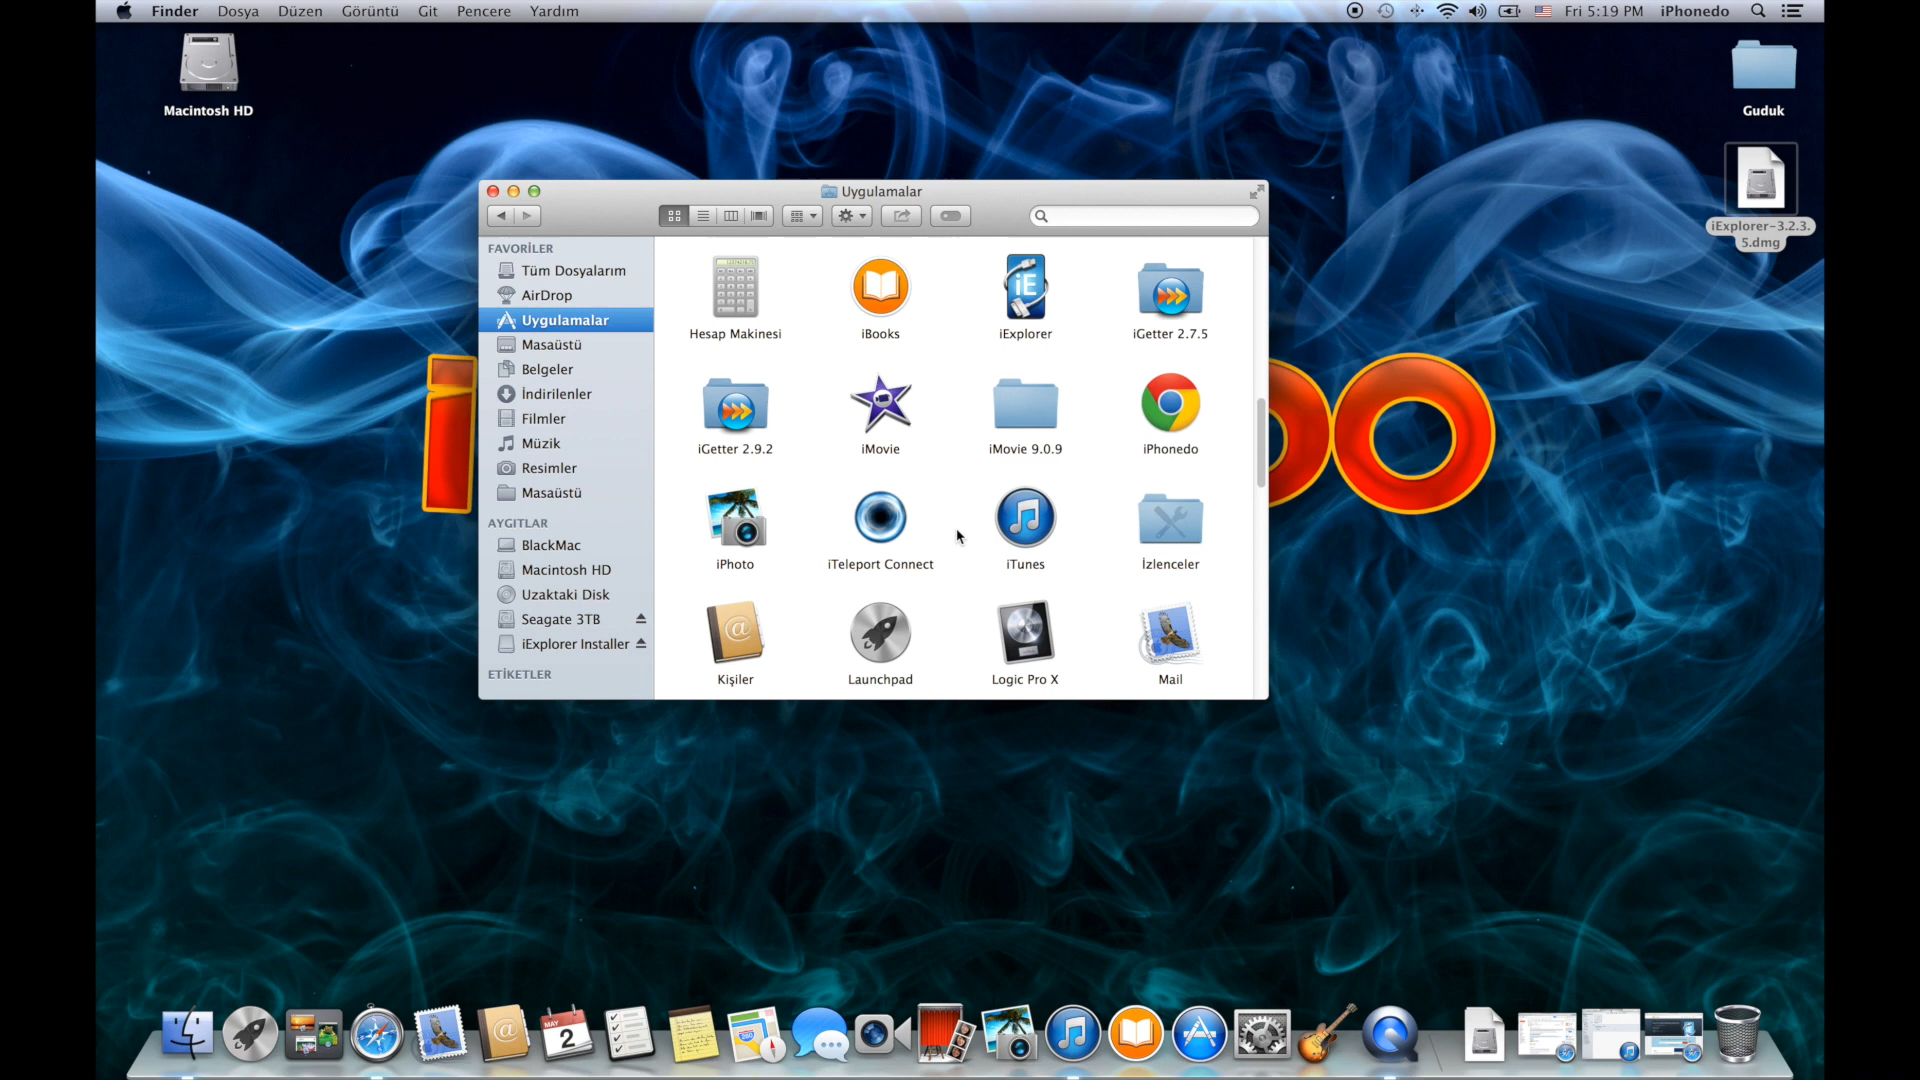 Finder Dosya Düzen Görüntü Git Pencere Yardım Fri 5:19 PM iPhonedo
Macintosh HD
Guduk
iExplorer-3.2.3.
5.dmg
Uygulamalar
FAVORİLER
Tüm Dosyalarım
AirDrop
Uygulamalar
Masaüstü
Belgeler
İndirilenler
Filmler
Müzik
Resimler
Masaüstü
AYGITLAR
BlackMac
Macintosh HD
Uzaktaki Disk
Seagate 3TB
iExplorer Installer
ETİKETLER
iE
Hesap Makinesi iBooks iExplorer iGetter 2.7.5
iGetter 2.9.2 iMovie iMovie 9.0.9 iPhonedo
iPhoto iTeleport Connect iTunes İzlenceler
@
Kişiler Launchpad Logic Pro X Mail
@
MAY
2